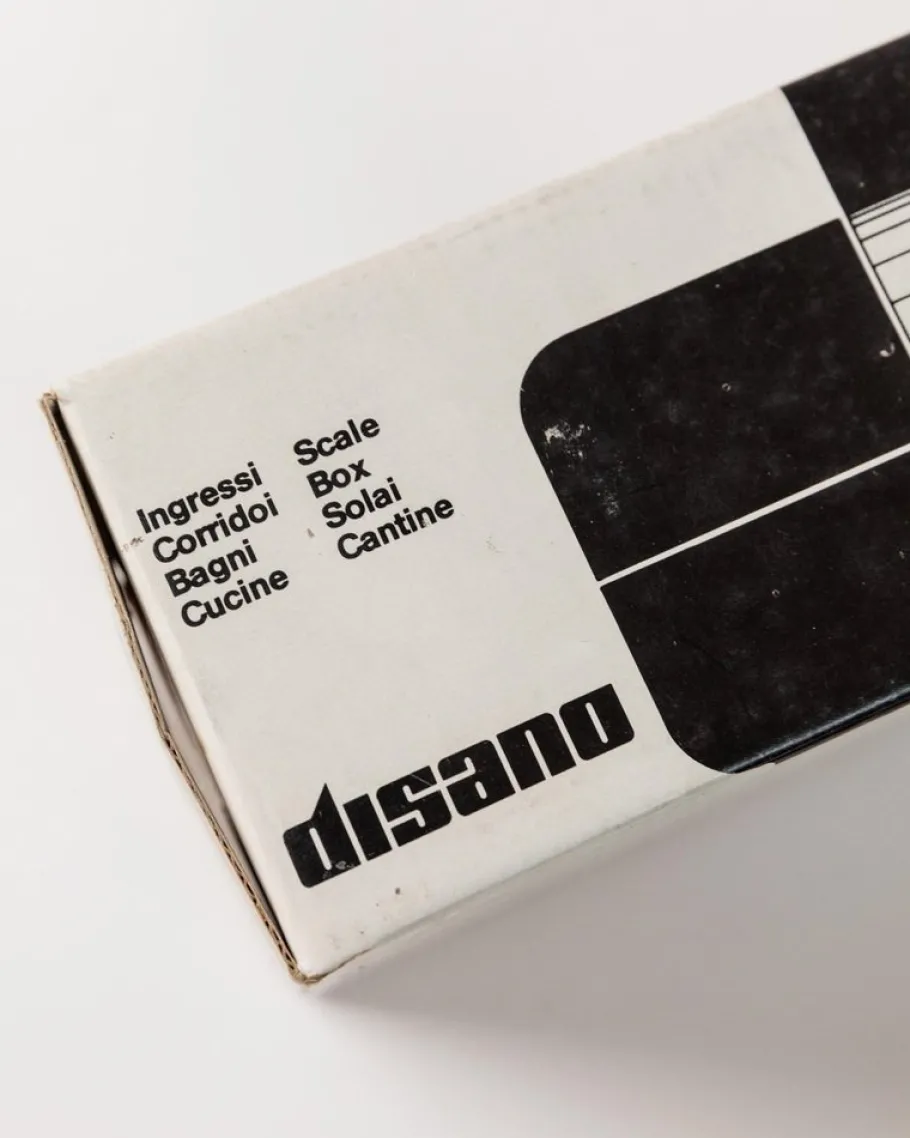 Ingressi
Corridoi
Bagni
Cucine
Scale
Box
Solai
Cantine
disano